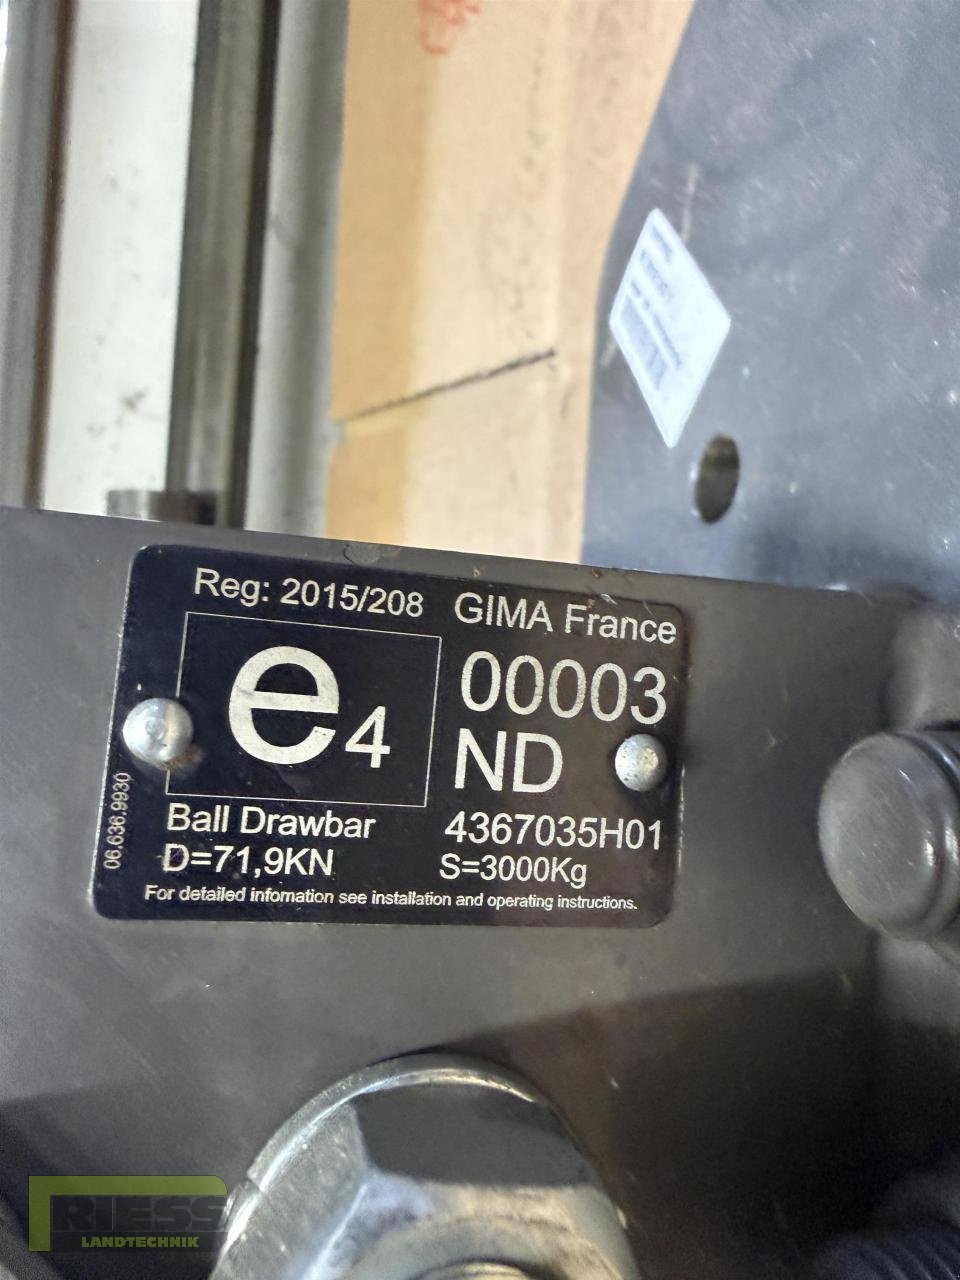 Reg: 2015/208 GIMA France
e4
00003
ND
Ball Drawbar 4367035H01
D=71,9KN S=3000Kg
For detailed infomation see installation and operating instructions.
06.636.9930
RIESS
LANDTECHNIK